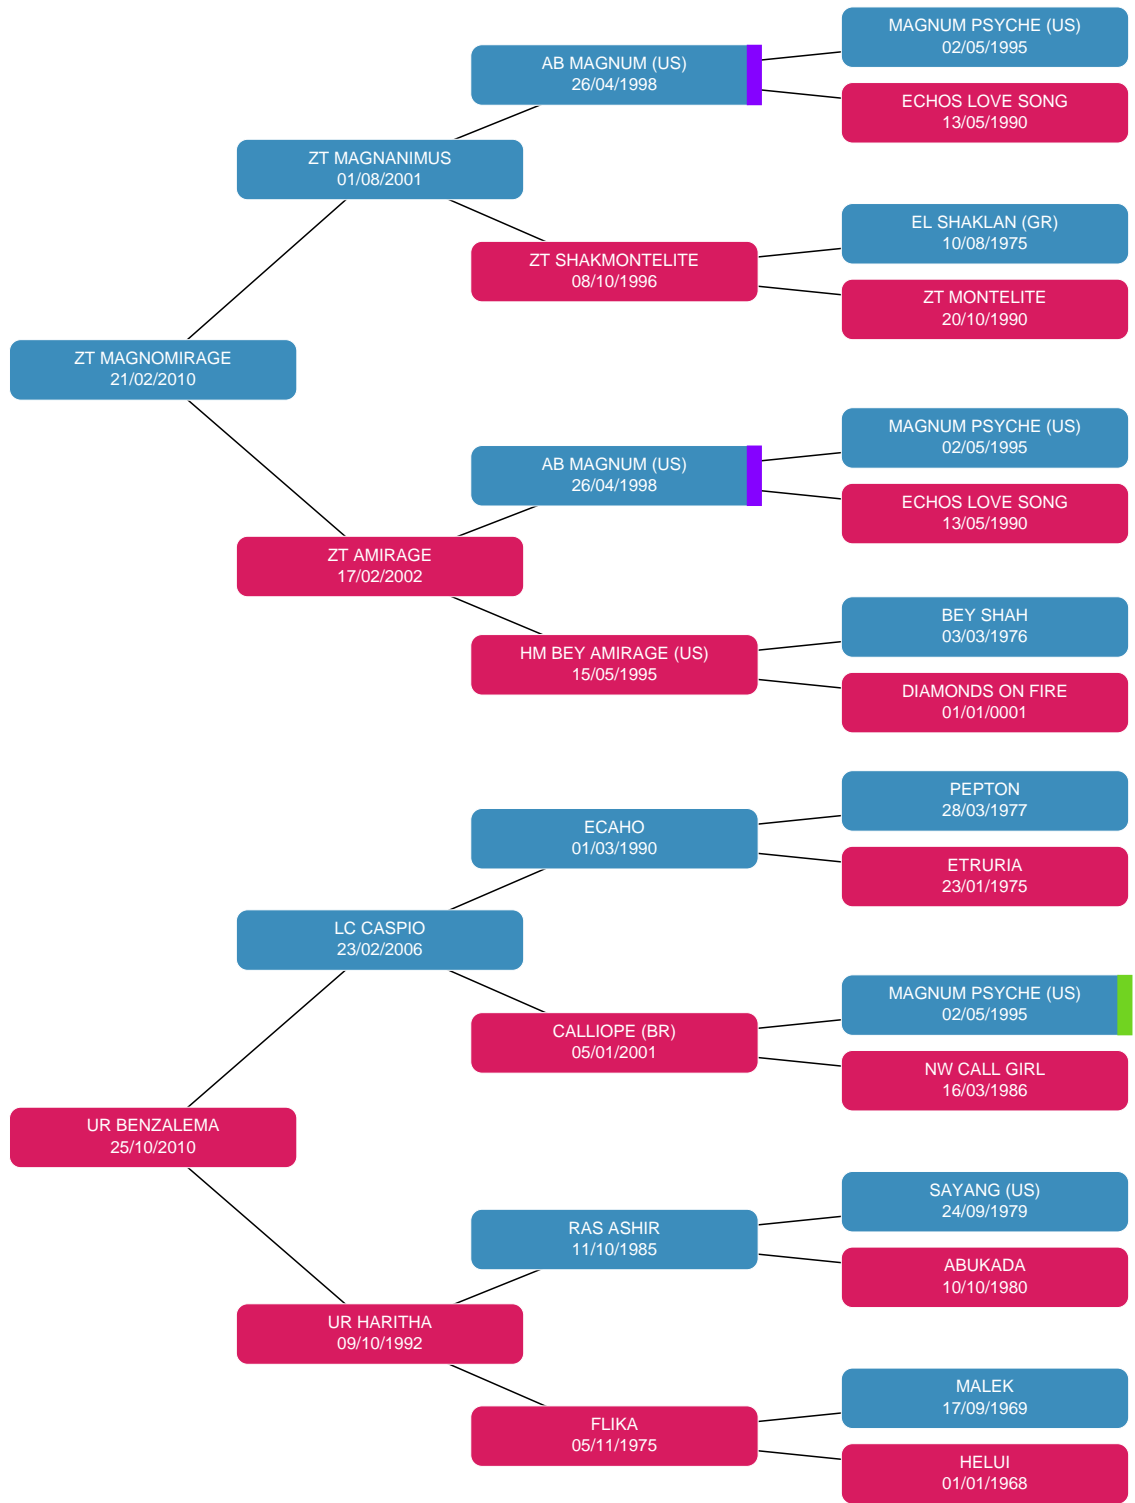 MAGNUM PSYCHE (US)
02/05/1995
AB MAGNUM (US)
26/04/1998
ECHOS LOVE SONG
13/05/1990
ZT MAGNANIMUS
01/08/2001
EL SHAKLAN (GR)
10/08/1975
ZT SHAKMONTELITE
08/10/1996
ZT MONTELITE
20/10/1990
ZT MAGNOMIRAGE
21/02/2010
MAGNUM PSYCHE (US)
02/05/1995
AB MAGNUM (US)
26/04/1998
ECHOS LOVE SONG
13/05/1990
ZT AMIRAGE
17/02/2002
BEY SHAH
03/03/1976
HM BEY AMIRAGE (US)
15/05/1995
DIAMONDS ON FIRE
01/01/0001
PEPTON
28/03/1977
ECAHO
01/03/1990
ETRURIA
23/01/1975
LC CASPIO
23/02/2006
MAGNUM PSYCHE (US)
02/05/1995
CALLIOPE (BR)
05/01/2001
NW CALL GIRL
16/03/1986
UR BENZALEMA
25/10/2010
SAYANG (US)
24/09/1979
RAS ASHIR
11/10/1985
ABUKADA
10/10/1980
UR HARITHA
09/10/1992
MALEK
17/09/1969
FLIKA
05/11/1975
HELUI
01/01/1968